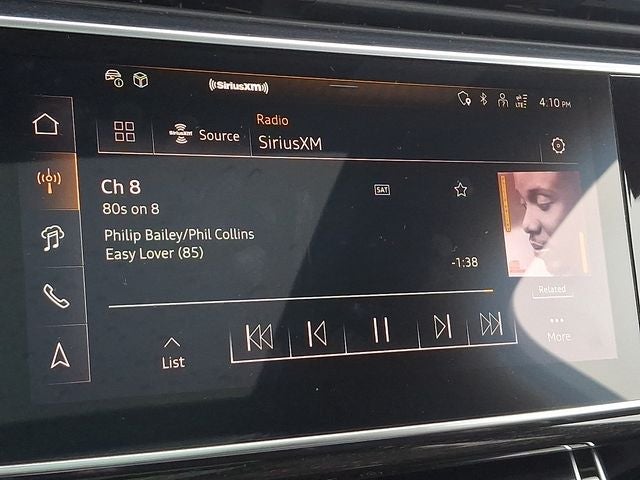 ((SiriusXM))
4:10 PM
SiriusXM Source
Radio
SiriusXM
Ch 8
SAT
80s on 8
Philip Bailey/Phil Collins
Easy Lover (85)
-1:38
Related
List
More